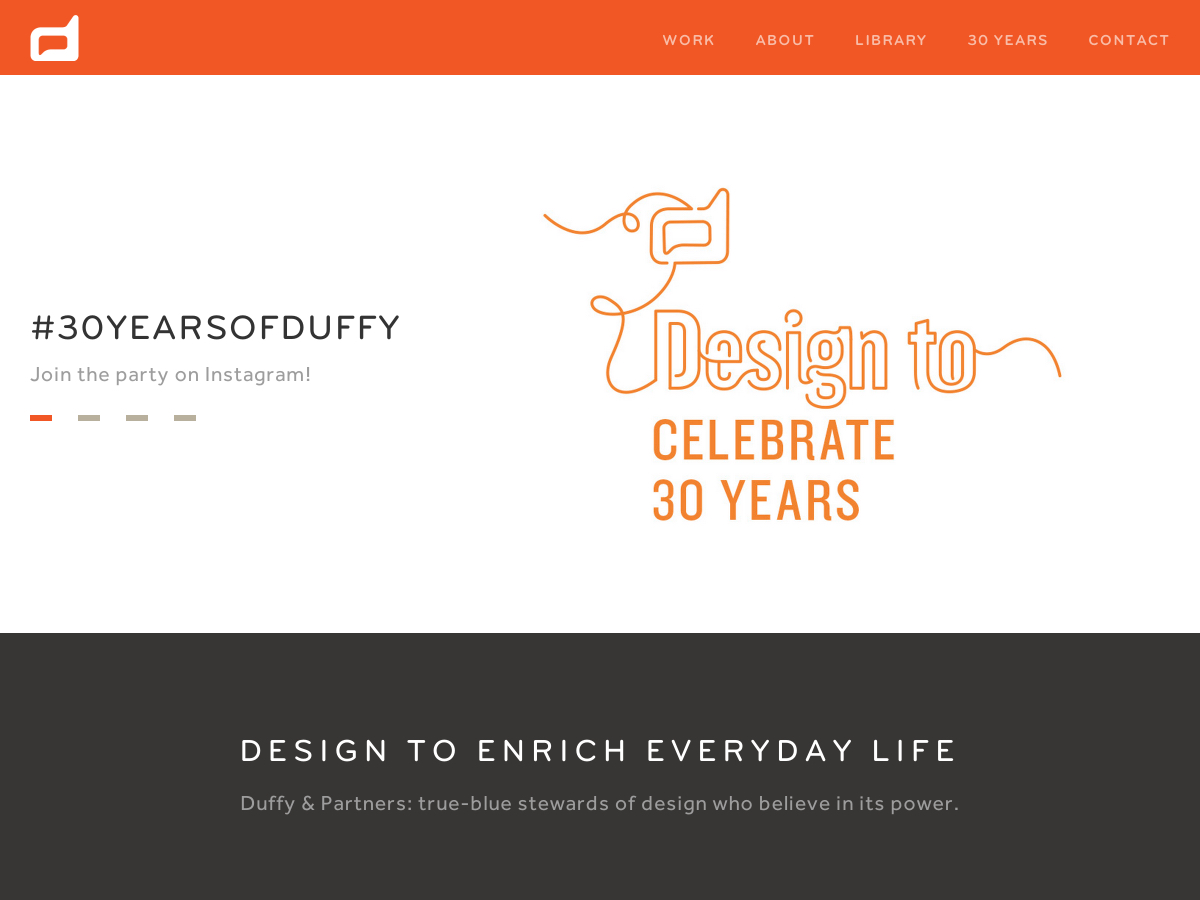 WORK ABOUT LIBRARY 30 YEARS CONTACT
#30YEARSOFDUFFY
Join the party on Instagram!
Design to
CELEBRATE
30 YEARS
DESIGN TO ENRICH EVERYDAY LIFE
Duffy & Partners: true-blue stewards of design who believe in its power.